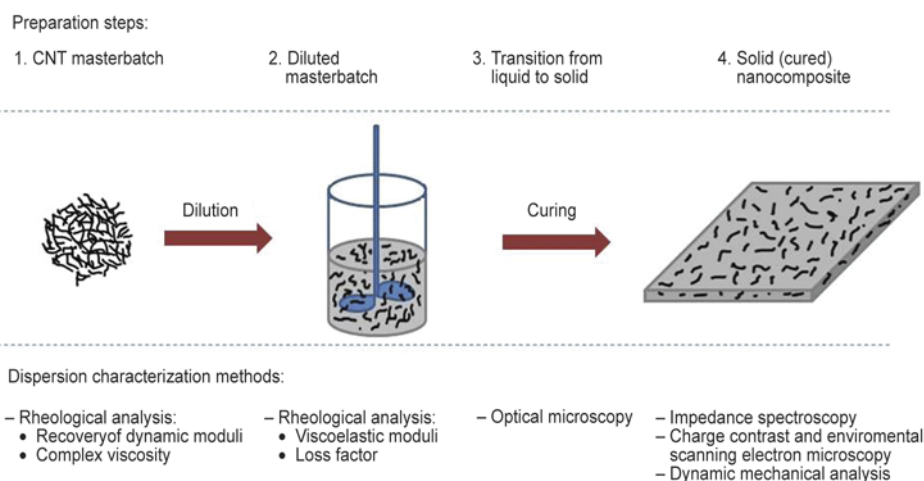 Preparation steps:
1. CNT masterbatch
2. Diluted
masterbatch
3. Transition from
liquid to solid
4. Solid (cured)
nanocomposite
Dilution
Curing
Dispersion characterization methods:
– Rheological analysis:
• Recoveryof dynamic moduli
• Complex viscosity
– Rheological analysis:
• Viscoelastic moduli
• Loss factor
– Optical microscopy
– Impedance spectroscopy
– Charge contrast and enviromental
scanning electron microscopy
– Dynamic mechanical analysis